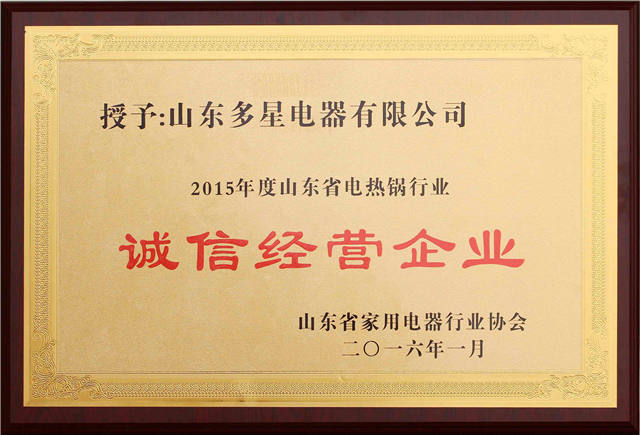 授予:山东多星电器有限公司
2015年度山东省电热锅行业
诚信经营企业
山东省家用电器行业协会
二〇一六年一月